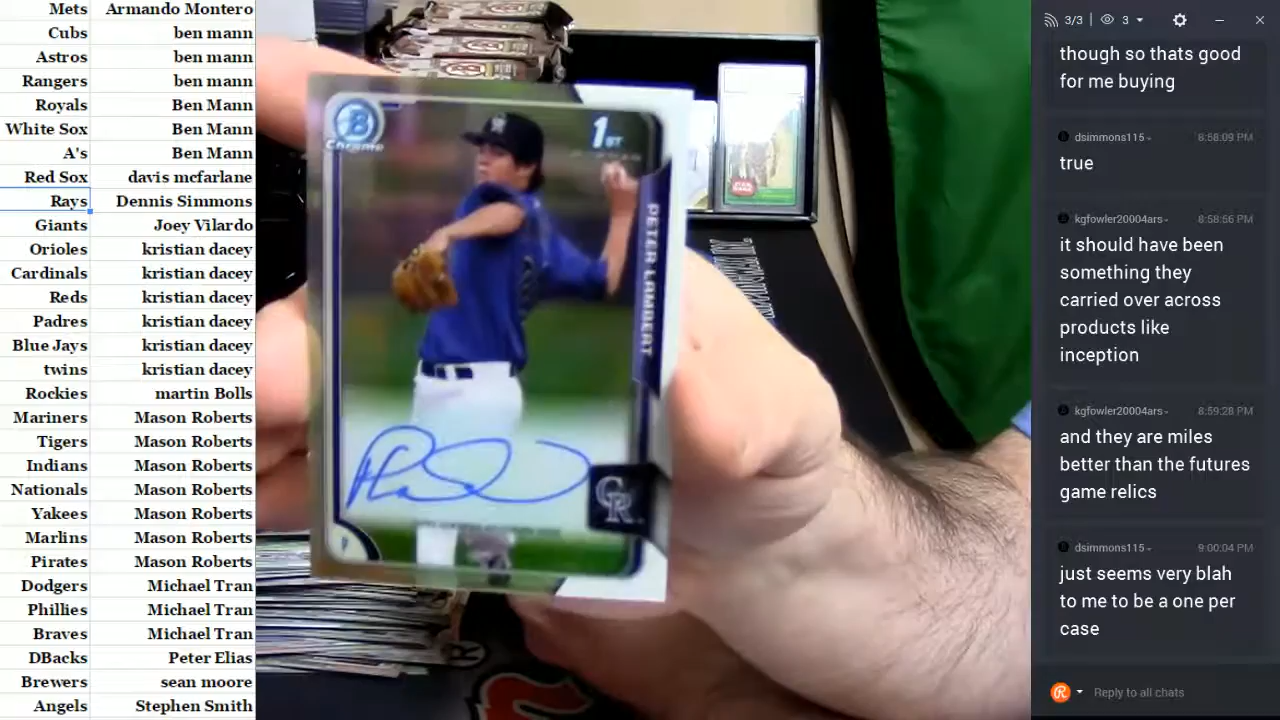 Mets Armando Montero
Cubs ben mann
Astros ben mann
Rangers ben mann
Royals Ben Mann
White Sox Ben Mann
A's Ben Mann
Red Sox davis mcfarlane
Rays Dennis Simmons
Giants Joey Vilardo
Orioles kristian dacey
Cardinals kristian dacey
Reds kristian dacey
Padres kristian dacey
Blue Jays kristian dacey
twins kristian dacey
Rockies martin Bolls
Mariners Mason Roberts
Tigers Mason Roberts
Indians Mason Roberts
Nationals Mason Roberts
Yakees Mason Roberts
Marlins Mason Roberts
Pirates Mason Roberts
Dodgers Michael Tran
Phillies Michael Tran
Braves Michael Tran
DBacks Peter Elias
Brewers sean moore
Angels Stephen Smith
B
Chrome
1ST
PETER LAMBERT
CR
P
STAR
WARS
3/3 3
though so thats good
for me buying
dsimmons115 8:58:09 PM
true
kgfowler20004ars 8:58:56 PM
it should have been
something they
carried over across
products like
inception
kgfowler20004ars 8:59:28 PM
and they are miles
better than the futures
game relics
dsimmons115 9:00:04 PM
just seems very blah
to me to be a one per
case
Reply to all chats